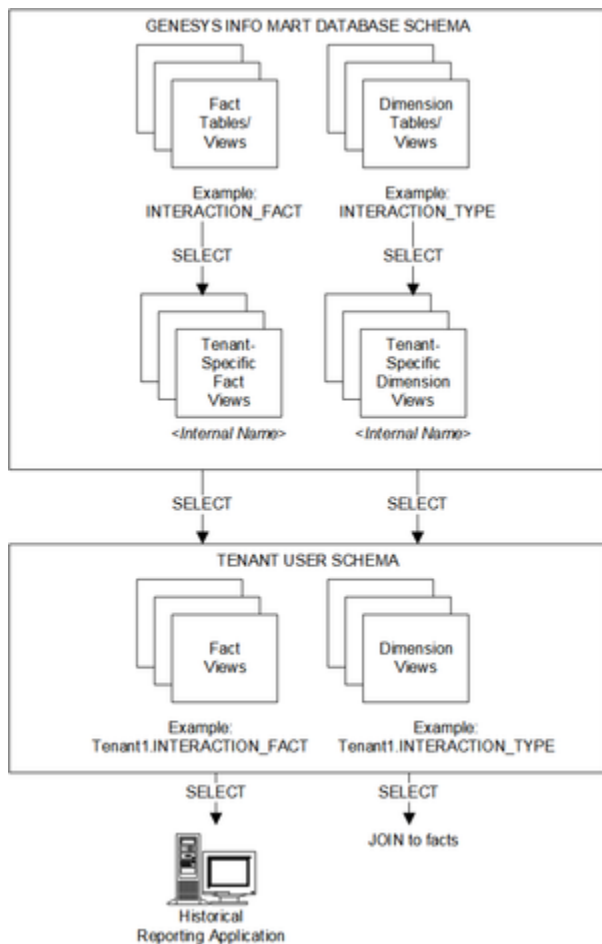 GENESYS INFO MART DATABASE SCHEMA
Fact
Tables/
Views
Dimension
Tables/
Views
Example:
INTERACTION_FACT
Example:
INTERACTION_TYPE
SELECT
SELECT
Tenant-
Specific
Fact
Views
Tenant-
Specific
Dimension
Views
<Internal Name>
<Internal Name>
SELECT
SELECT
TENANT USER SCHEMA
Fact
Views
Dimension
Views
Example:
Tenant1.INTERACTION_FACT
Example:
Tenant1.INTERACTION_TYPE
SELECT
SELECT
JOIN to facts
Historical
Reporting Application